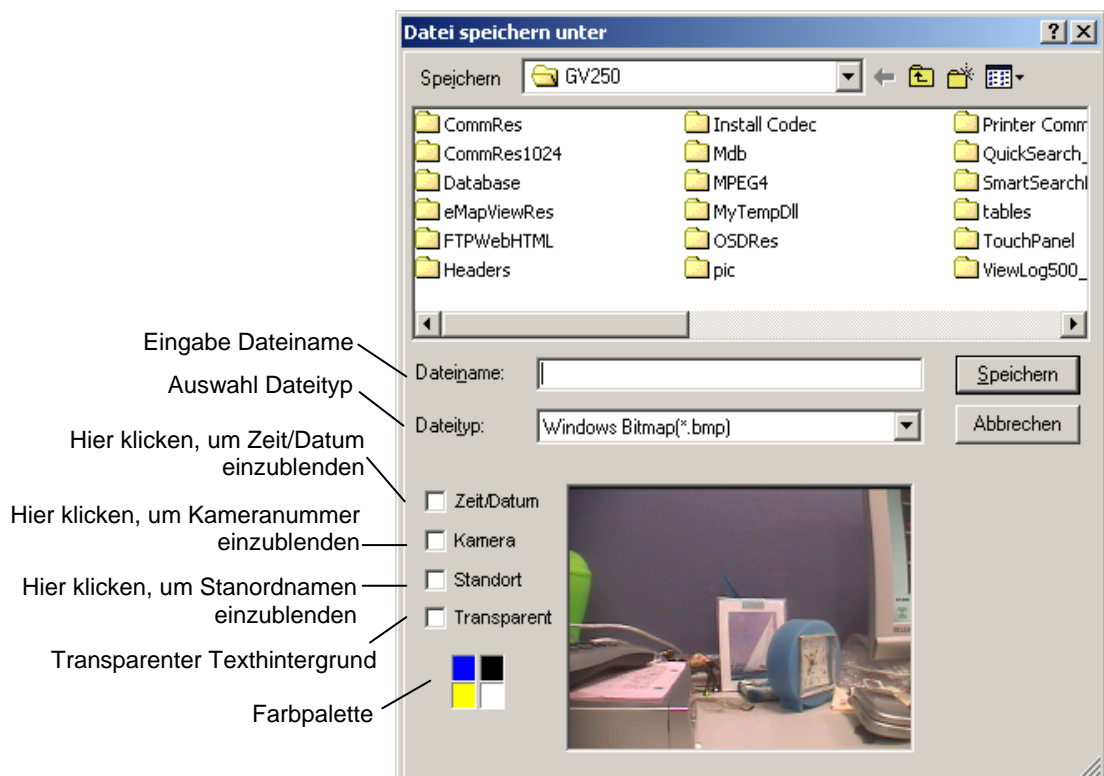 Datei speichern unter
Speichern GV250
CommRes Install Codec Printer Comm
CommRes1024 Mdb QuickSearch_
Database MPEG4 SmartSearchI
eMapViewRes MyTempDll tables
FTPWebHTML OSDRes TouchPanel
Headers pic ViewLog500_
Eingabe Dateiname
Dateiname: Speichern
Auswahl Dateityp
Dateityp: Windows Bitmap(*.bmp) Abbrechen
Hier klicken, um Zeit/Datum
einzublenden
Zeit/Datum
Hier klicken, um Kameranummer
einzublenden
Kamera
Hier klicken, um Stanordnamen
einzublenden
Standort
Transparent
Transparenter Texthintergrund
Farbpalette